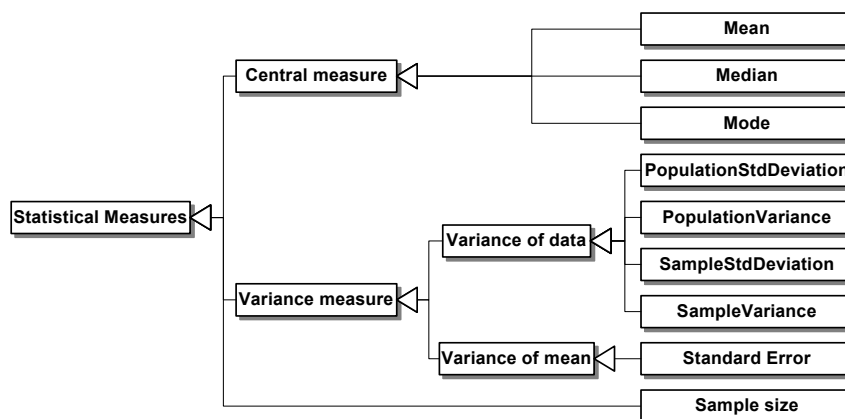 Mean
Central measure
Median
Mode
PopulationStdDeviation
Statistical Measures
PopulationVariance
Variance of data
SampleStdDeviation
Variance measure
SampleVariance
Variance of mean
Standard Error
Sample size